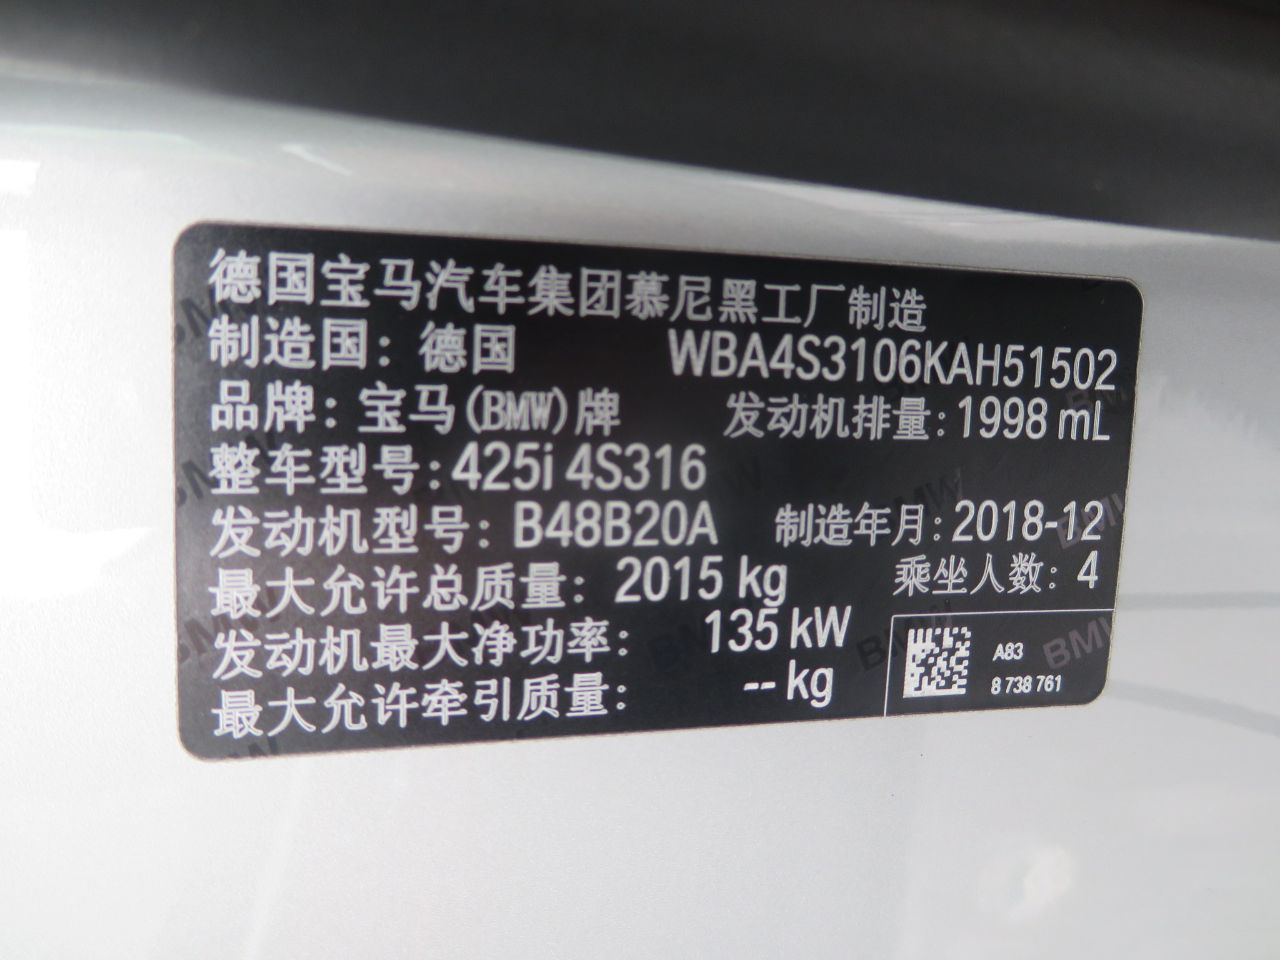 德国宝马汽车集团慕尼黑工厂制造
制造国：德国 WBA4S3106KAH51502
品牌：宝马(BMW)牌 发动机排量：1998 mL
整车型号：425i 4S316
发动机型号：B48B20A 制造年月：2018-12
最大允许总质量：2015 kg 乘坐人数：4
发动机最大净功率：135 kW
最大允许牵引质量：-- kg
A83
8 738 761